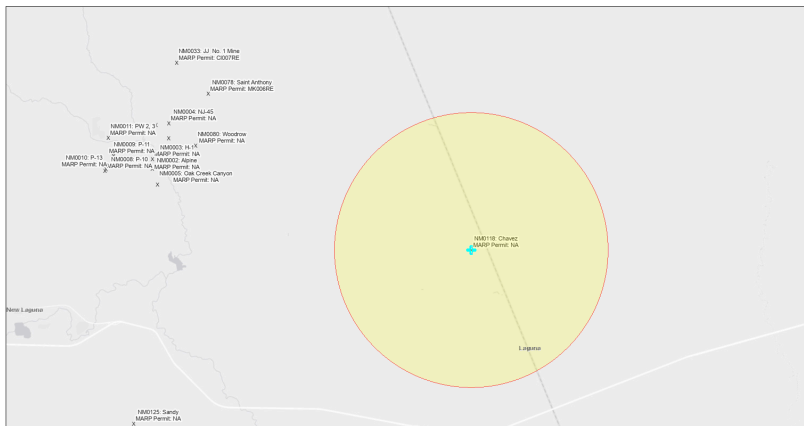 NM0033: JJ No. 1 Mine
MARP Permit: CI007RE
NM0078: Saint Anthony
MARP Permit: MK006RE
NM0004: NJ-45
MARP Permit: NA
NM0011: PW 2, 3
MARP Permit: NA
NM0080: Woodrow
MARP Permit: NA
NM0009: P-11
NM0003: H-1
MARP Permit: NA
NM0010: P-13
MARP Permit: NA
NM0008: P-10
MARP Permit: NA
NM0002: Alpine
MARP Permit: NA
NM0005: Oak Creek Canyon
MARP Permit: NA
NM0118: Chavez
MARP Permit: NA
New Laguna
Laguna
NM0125: Sandy
MARP Permit: NA